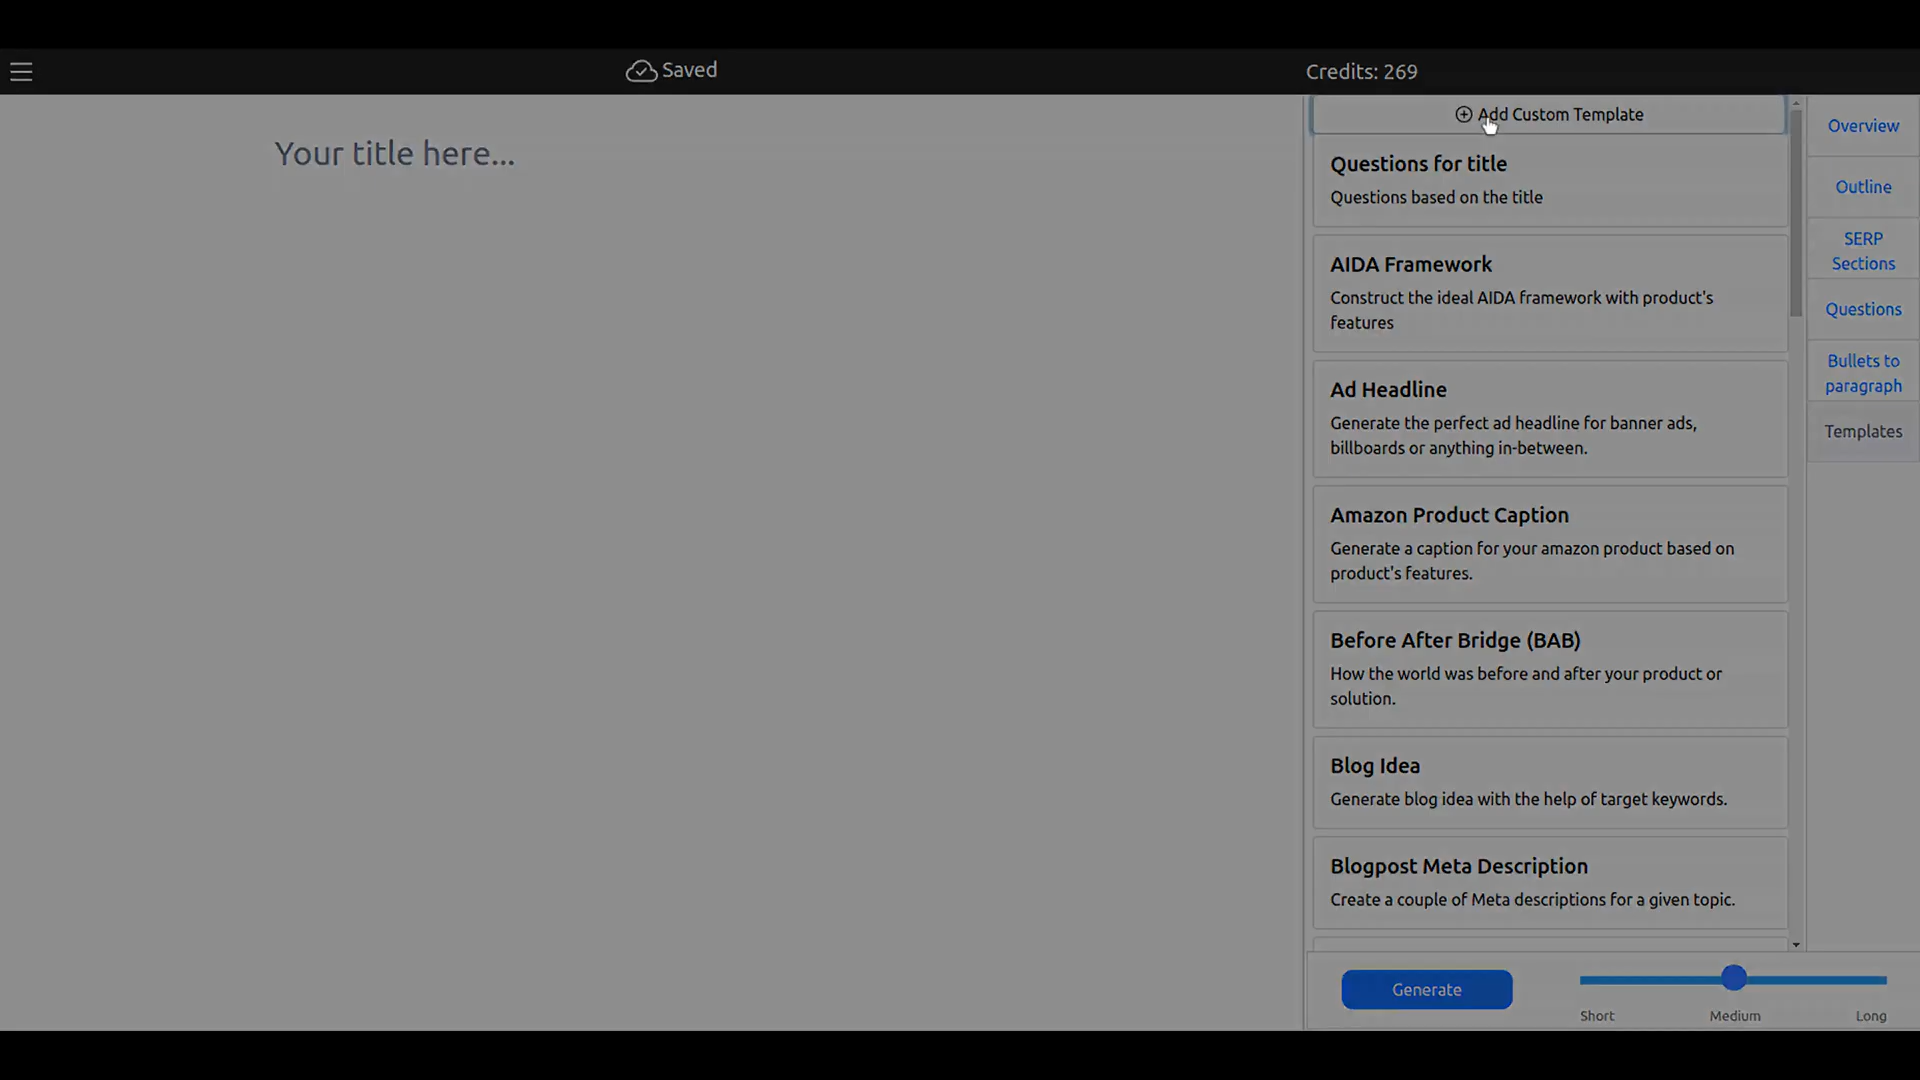 Saved
Credits: 269
Your title here...
Add Custom Template
Questions for title
Questions based on the title
AIDA Framework
Construct the ideal AIDA framework with product's
features
Ad Headline
Generate the perfect ad headline for banner ads,
billboards or anything in-between.
Amazon Product Caption
Generate a caption for your amazon product based on
product's features.
Before After Bridge (BAB)
How the world was before and after your product or
solution.
Blog Idea
Generate blog idea with the help of target keywords.
Blogpost Meta Description
Create a couple of Meta descriptions for a given topic.
Overview
Outline
SERP
Sections
Questions
Bullets to
paragraph
Templates
Generate
Short
Medium
Long